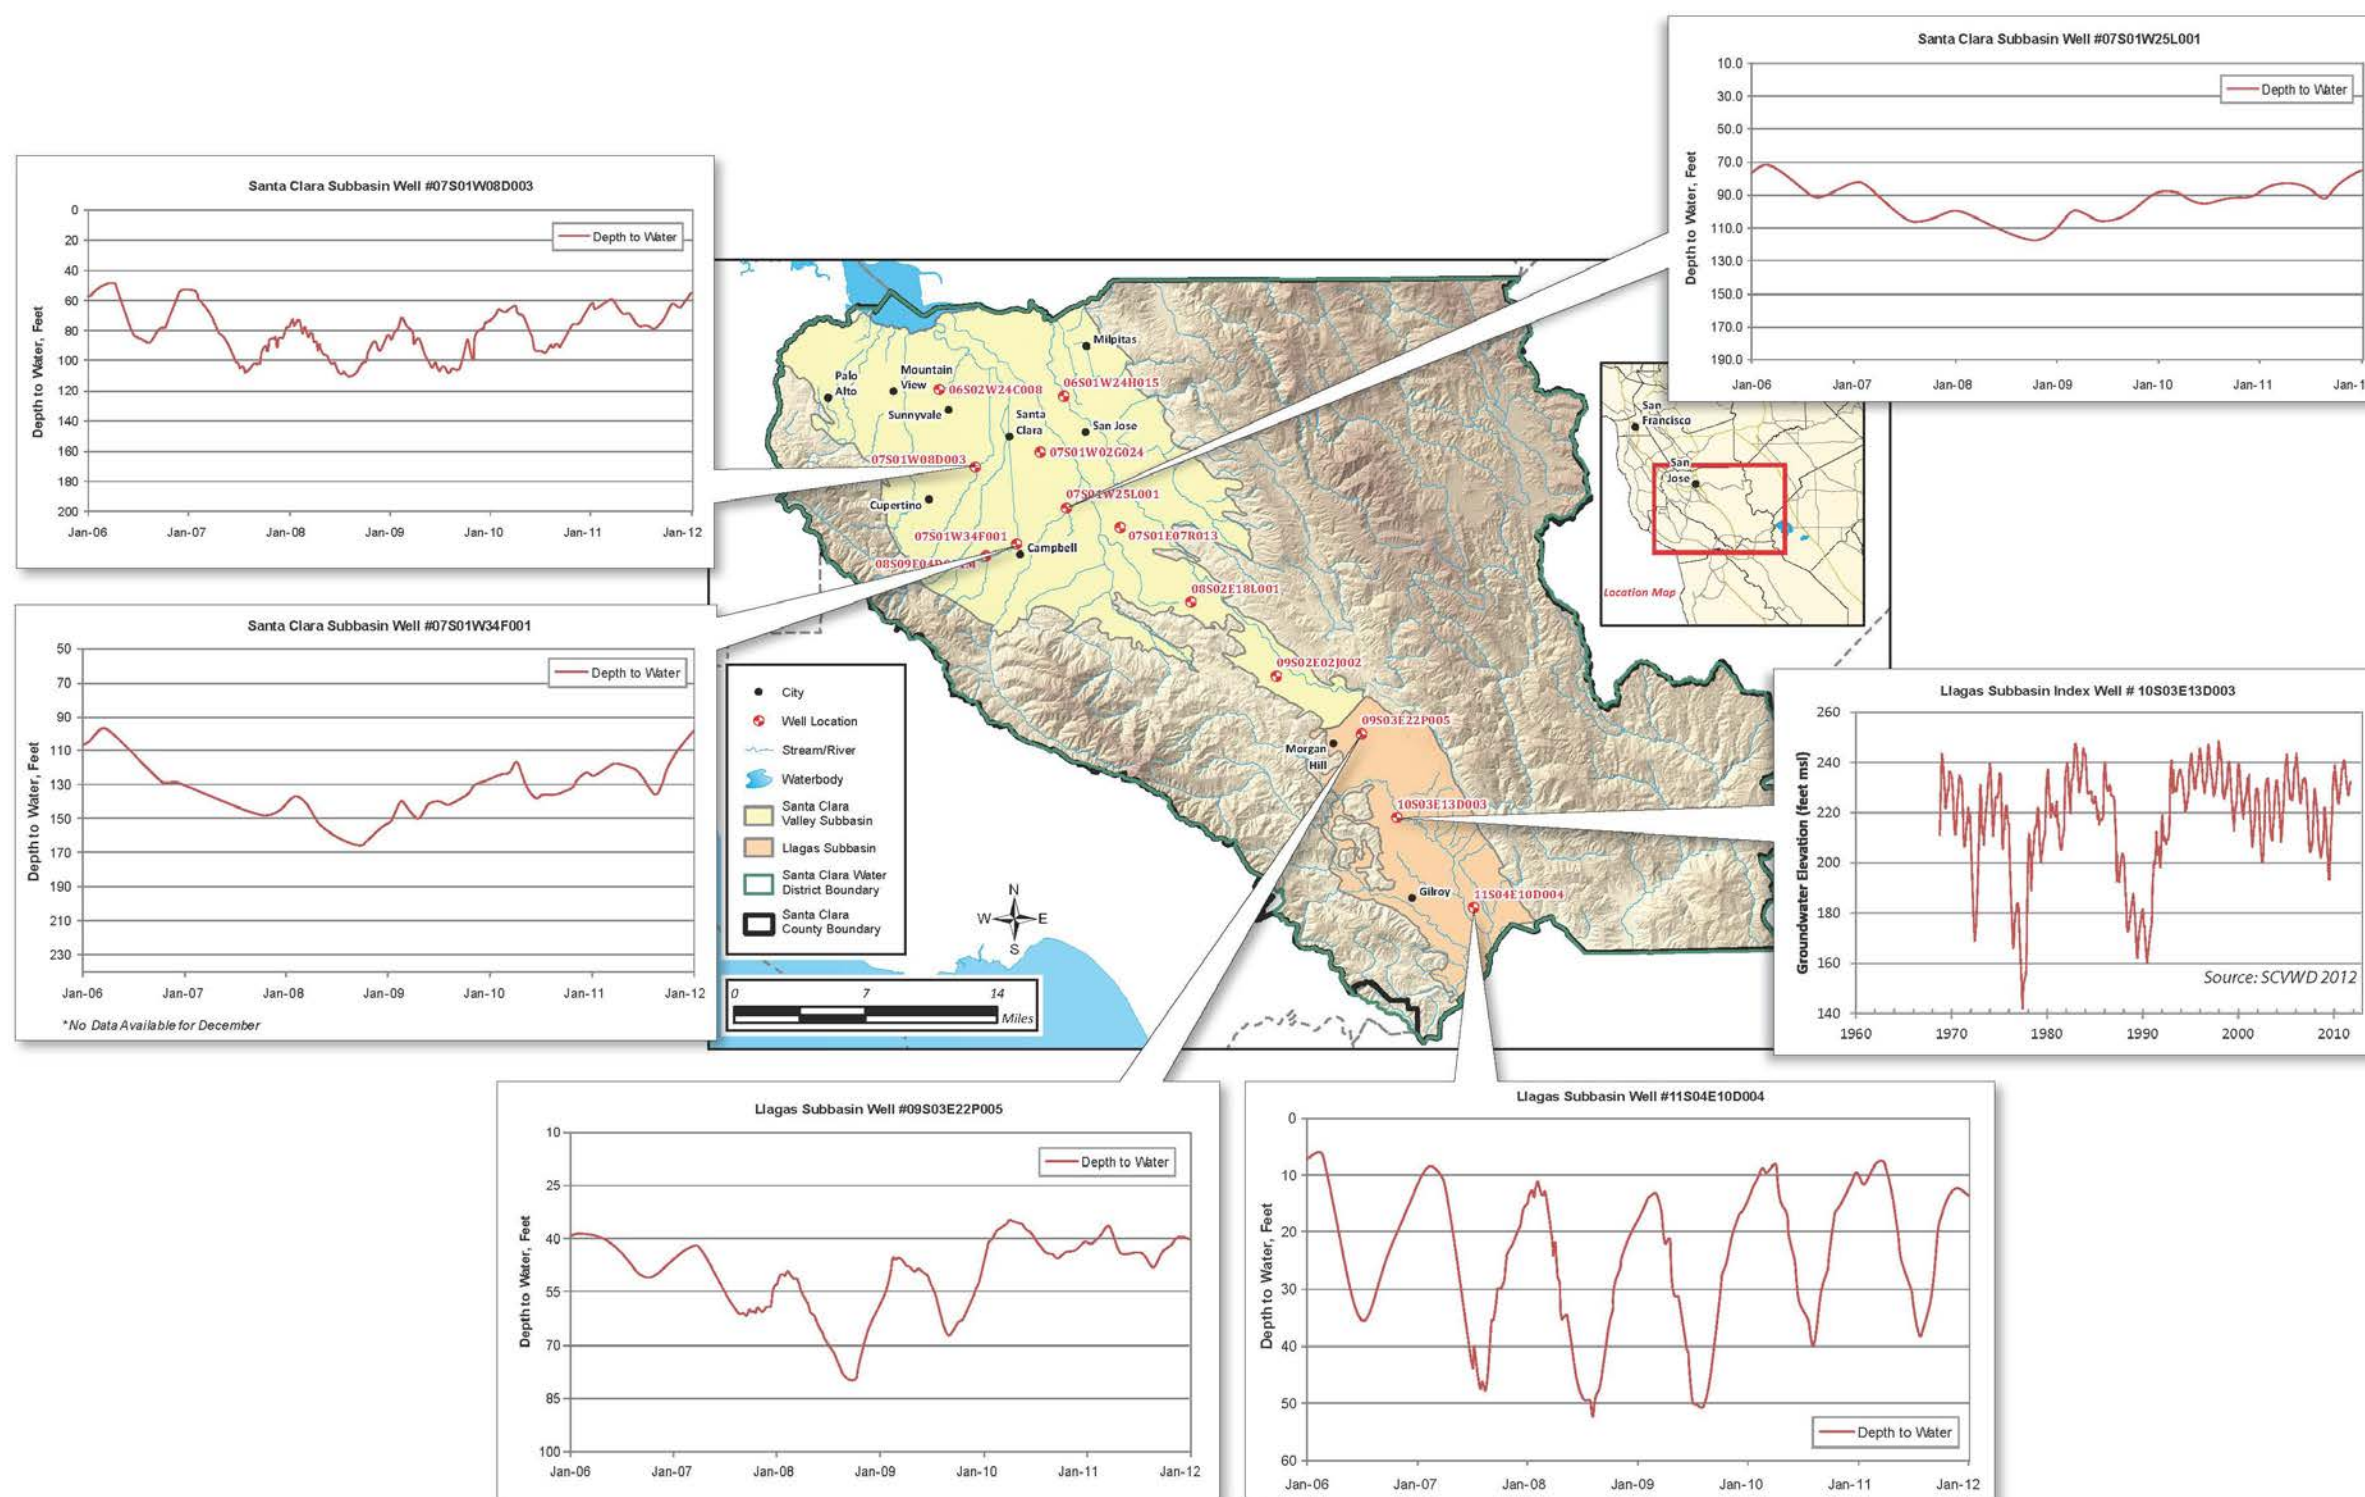 Santa Clara Subbasin Well #07S01W25L001
Depth to Water
Depth to Water, Feet
10.0
30.0
50.0
70.0
90.0
110.0
130.0
150.0
170.0
190.0
Jan-06 Jan-07 Jan-08 Jan-09 Jan-10 Jan-11 Jan-1
Santa Clara Subbasin Well #07S01W08D003
Depth to Water
Depth to Water, Feet
0
20
40
60
80
100
120
140
160
180
200
Jan-06 Jan-07 Jan-08 Jan-09 Jan-10 Jan-11 Jan-12
Milpitas
Palo
Alto
Mountain
View
06S02W24C008
06S01W24H015
Sunnyvale
Santa
Clara
San Jose
07S01W02G024
07S01W08D003
Cupertino
07S01W25L001
07S01W34F001
Campbell
07S01E07R013
08S02E18L001
09S02E02J002
09S03E22P005
Morgan
Hill
10S03E13D003
Gilroy
11S04E10D004
San
Francisco
San
Jose
Location Map
Santa Clara Subbasin Well #07S01W34F001
Depth to Water
Depth to Water, Feet
50
70
90
110
130
150
170
190
210
230
Jan-06 Jan-07 Jan-08 Jan-09 Jan-10 Jan-11 Jan-12
*No Data Available for December
City
Well Location
Stream/River
Waterbody
Santa Clara
Valley Subbasin
Llagas Subbasin
Santa Clara Water
District Boundary
Santa Clara
County Boundary
N
W E
S
0 7 14
Miles
Llagas Subbasin Index Well # 10S03E13D003
Groundwater Elevation (feet msl)
260
240
220
200
180
160
140
1960 1970 1980 1990 2000 2010
Source: SCVWD 2012
Llagas Subbasin Well #09S03E22P005
Depth to Water
Depth to Water, Feet
10
25
40
55
70
85
100
Jan-06 Jan-07 Jan-08 Jan-09 Jan-10 Jan-11 Jan-12
Llagas Subbasin Well #11S04E10D004
Depth to Water, Feet
0
10
20
30
40
50
60
Depth to Water
Jan-06 Jan-07 Jan-08 Jan-09 Jan-10 Jan-11 Jan-12